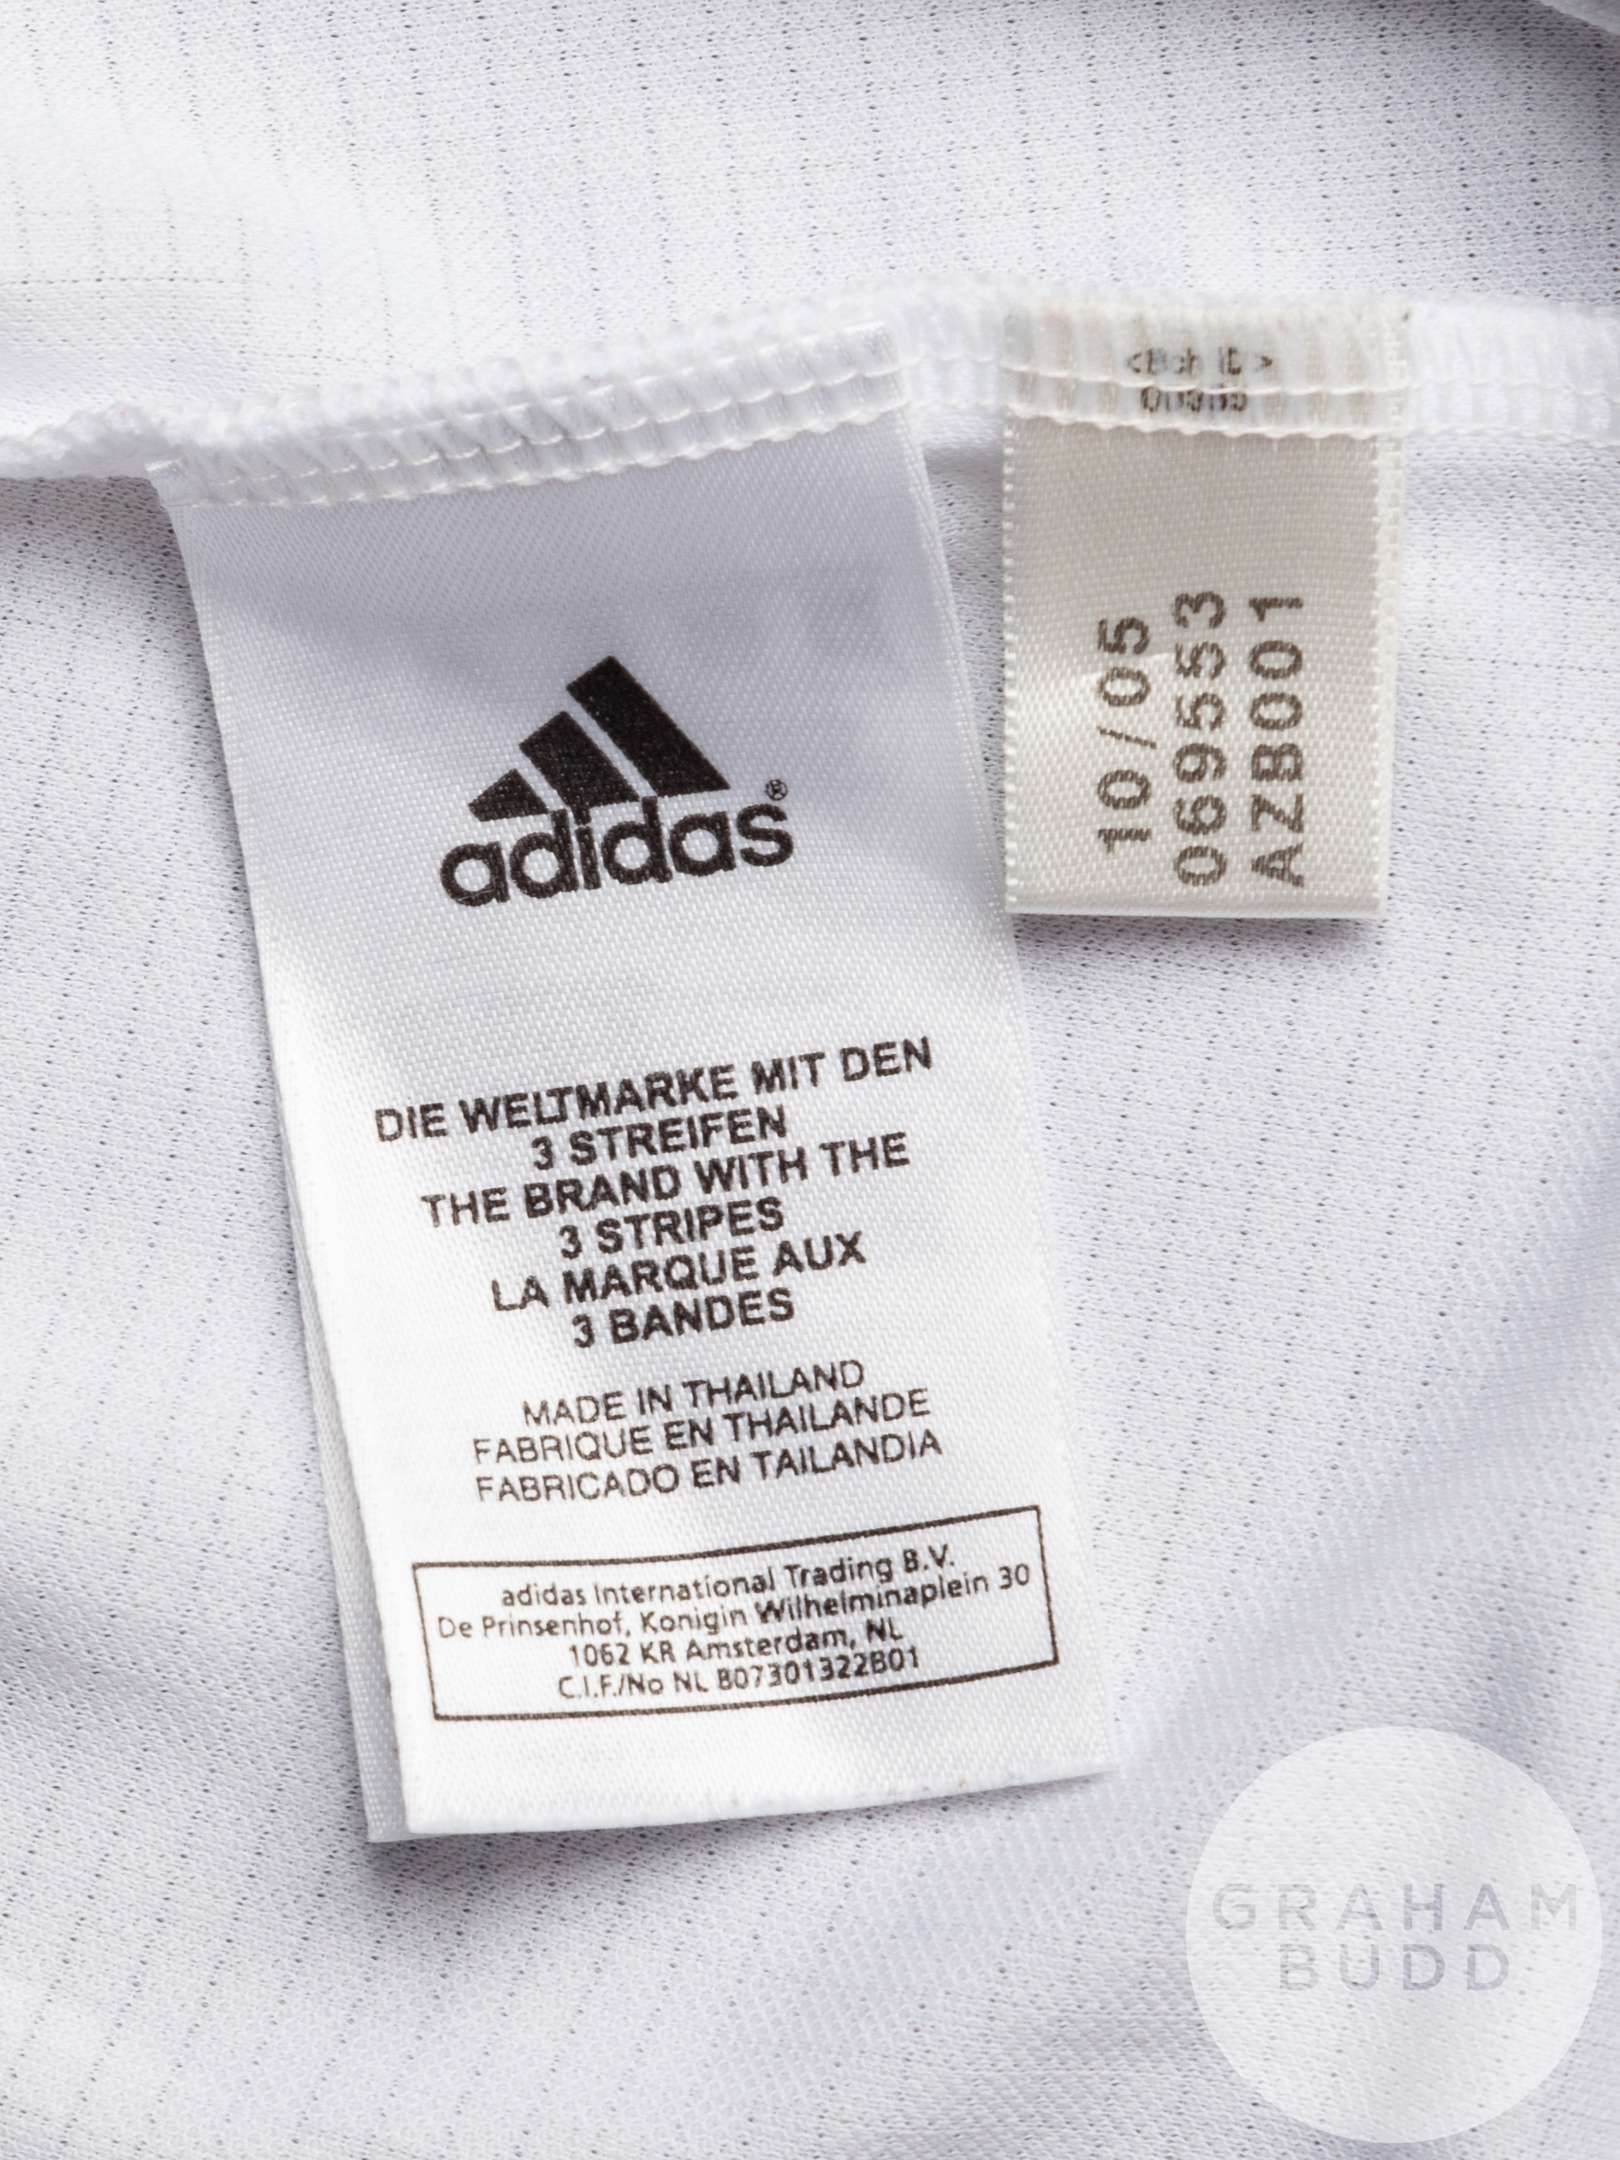 adidas®
DIE WELTMARKE MIT DEN
3 STREIFEN
THE BRAND WITH THE
3 STRIPES
LA MARQUE AUX
3 BANDES
MADE IN THAILAND
FABRIQUE EN THAILANDE
FABRICADO EN TAILANDIA
adidas International Trading B.V.
De Prinsenhof, Konigin Wilhelminaplein 30
1062 KR Amsterdam, NL
C.I.F./No NL 807301322B01
10/05
069553
AZB001
GRAHAM
BUDD